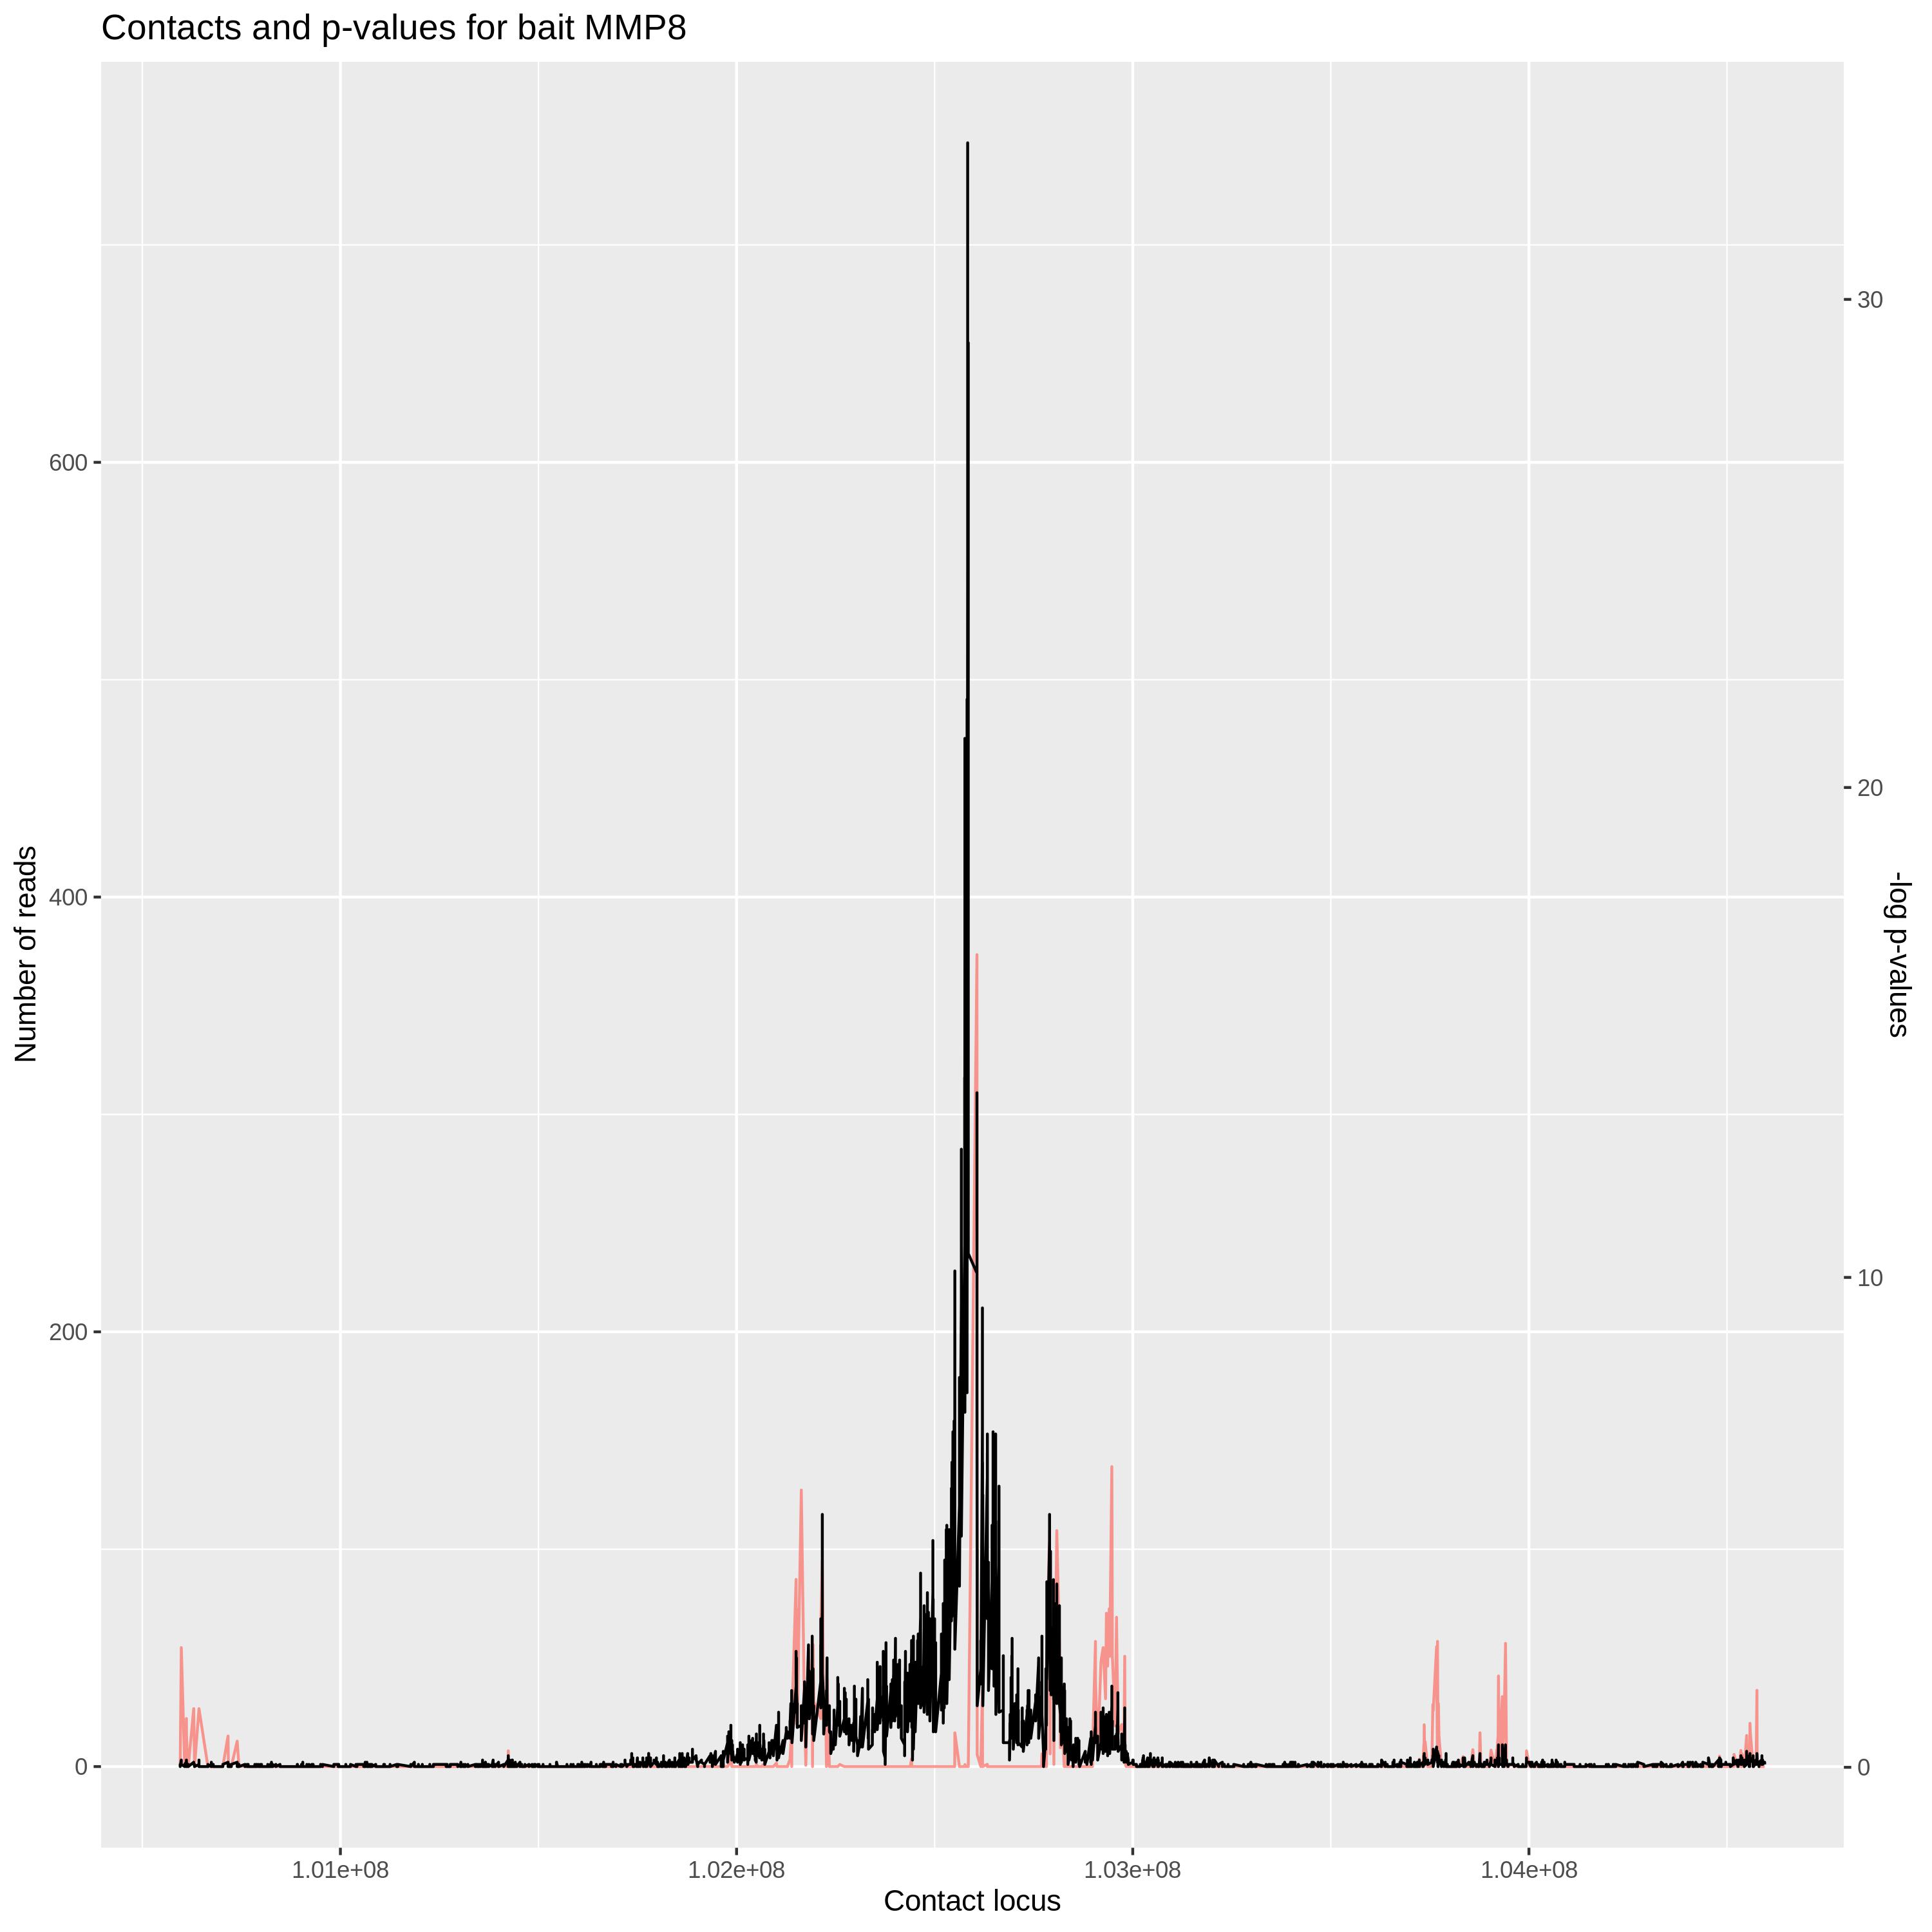 Contacts and p-values for bait MMP8
Number of reads
600
400
200
0
30
20
10
0
-log p-values
1.01e+08
1.02e+08
1.03e+08
1.04e+08
Contact locus